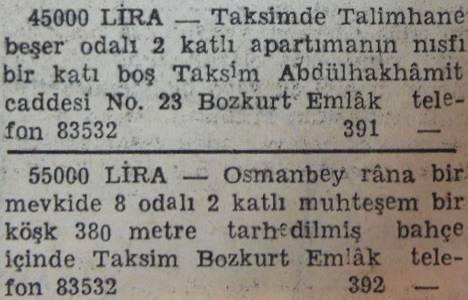 45000 LİRA — Taksimde Talimhane
beşer odalı 2 katlı apartımanın nısfi
bir katı boş Taksim Abdülhakhâmit
caddesi No. 23 Bozkurt Emlâk tele-
fon 83532 391 —
55000 LİRA — Osmanbey râna bir
mevkide 8 odalı 2 katlı muhteşem bir
köşk 380 metre tarhedilmiş bahçe
içinde Taksim Bozkurt Emlâk tele-
fon 83532 392 —